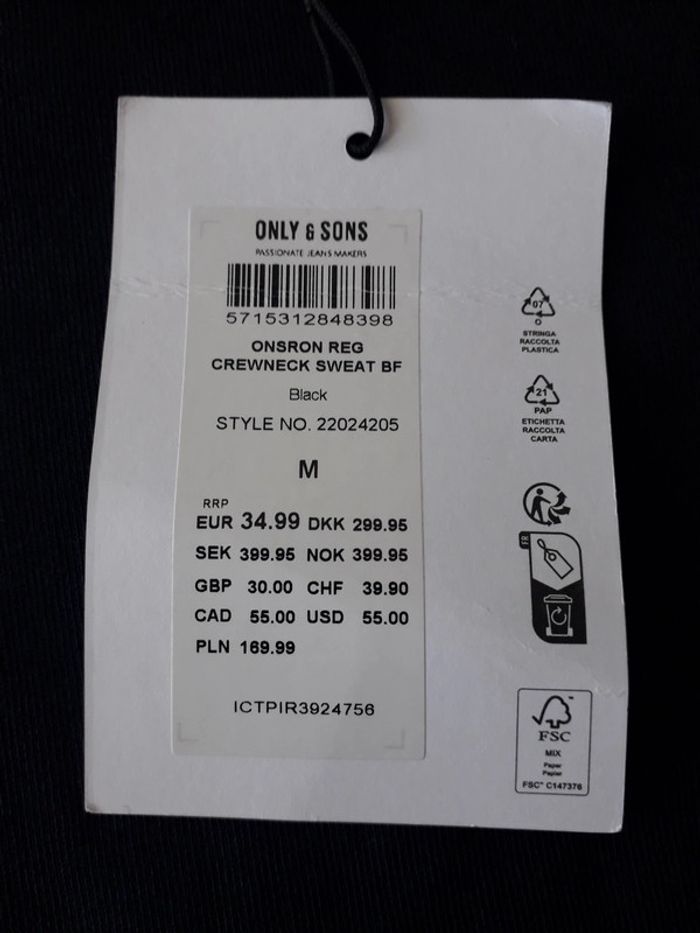 ONLY & SONS
PASSIONATE JEANS MAKERS
5715312848398
ONSRON REG
CREWNECK SWEAT BF
Black
STYLE NO. 22024205
M
RRP
EUR 34.99 DKK 299.95
SEK 399.95 NOK 399.95
GBP 30.00 CHF 39.90
CAD 55.00 USD 55.00
PLN 169.99
ICTPIR3924756
07
O
STRINGA
RACCOLTA
PLASTICA
21
PAP
ETICHETTA
RACCOLTA
CARTA
FR
FSC
MIX
Paper
Papier
FSC™ C147376